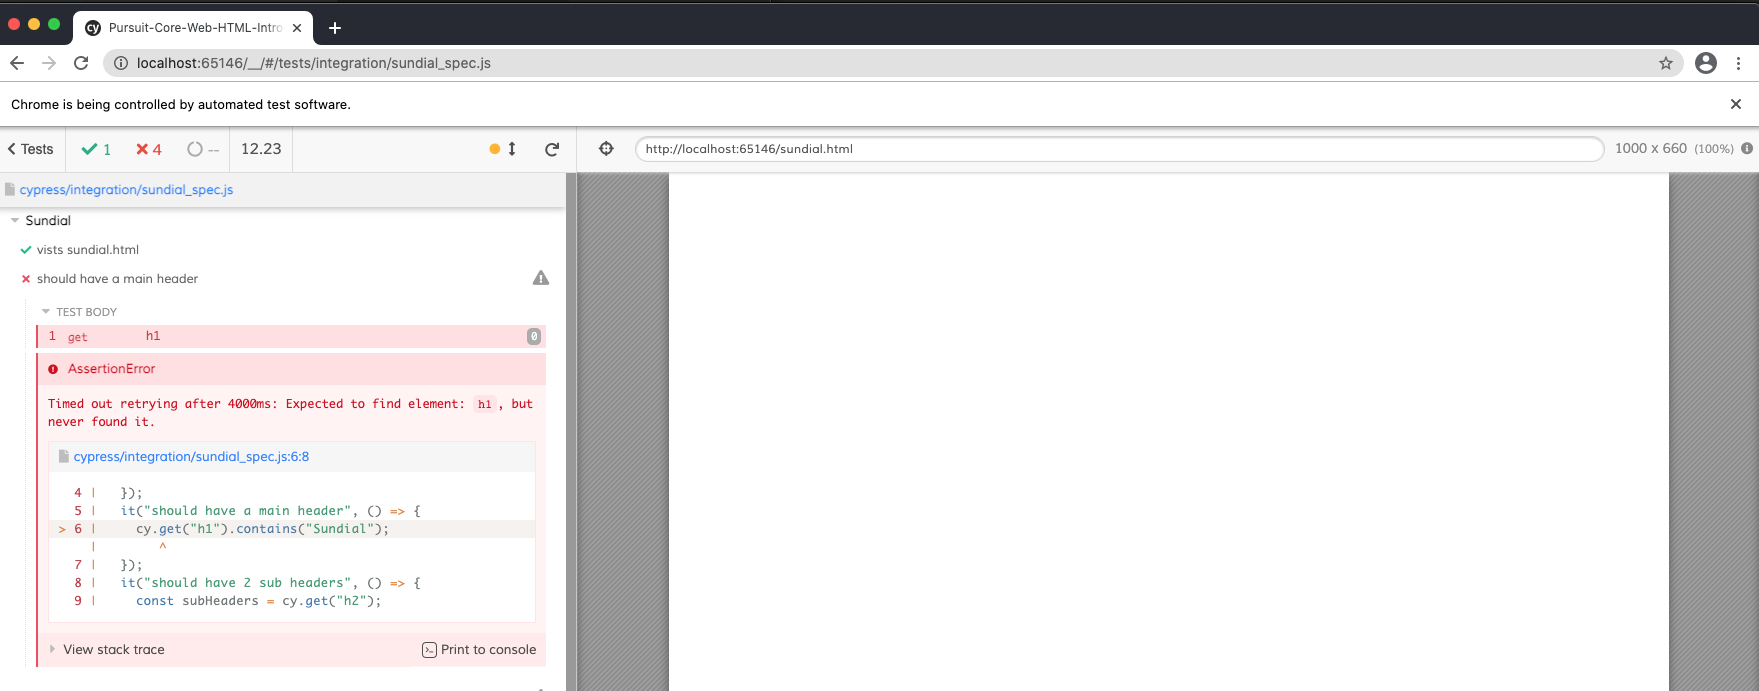 cy Pursuit-Core-Web-HTML-Intro
localhost:65146/__/#/tests/integration/sundial_spec.js
Chrome is being controlled by automated test software.
Tests 1 4 -- 12.23 http://localhost:65146/sundial.html 1000 x 660 (100%)
cypress/integration/sundial_spec.js
Sundial
vists sundial.html
should have a main header
TEST BODY
1 get h1 0
AssertionError
Timed out retrying after 4000ms: Expected to find element: h1, but
never found it.
cypress/integration/sundial_spec.js:6:8
4 | });
5 | it("should have a main header", () => {
> 6 | cy.get("h1").contains("Sundial");
| ^
7 | });
8 | it("should have 2 sub headers", () => {
9 | const subHeaders = cy.get("h2");
View stack trace Print to console